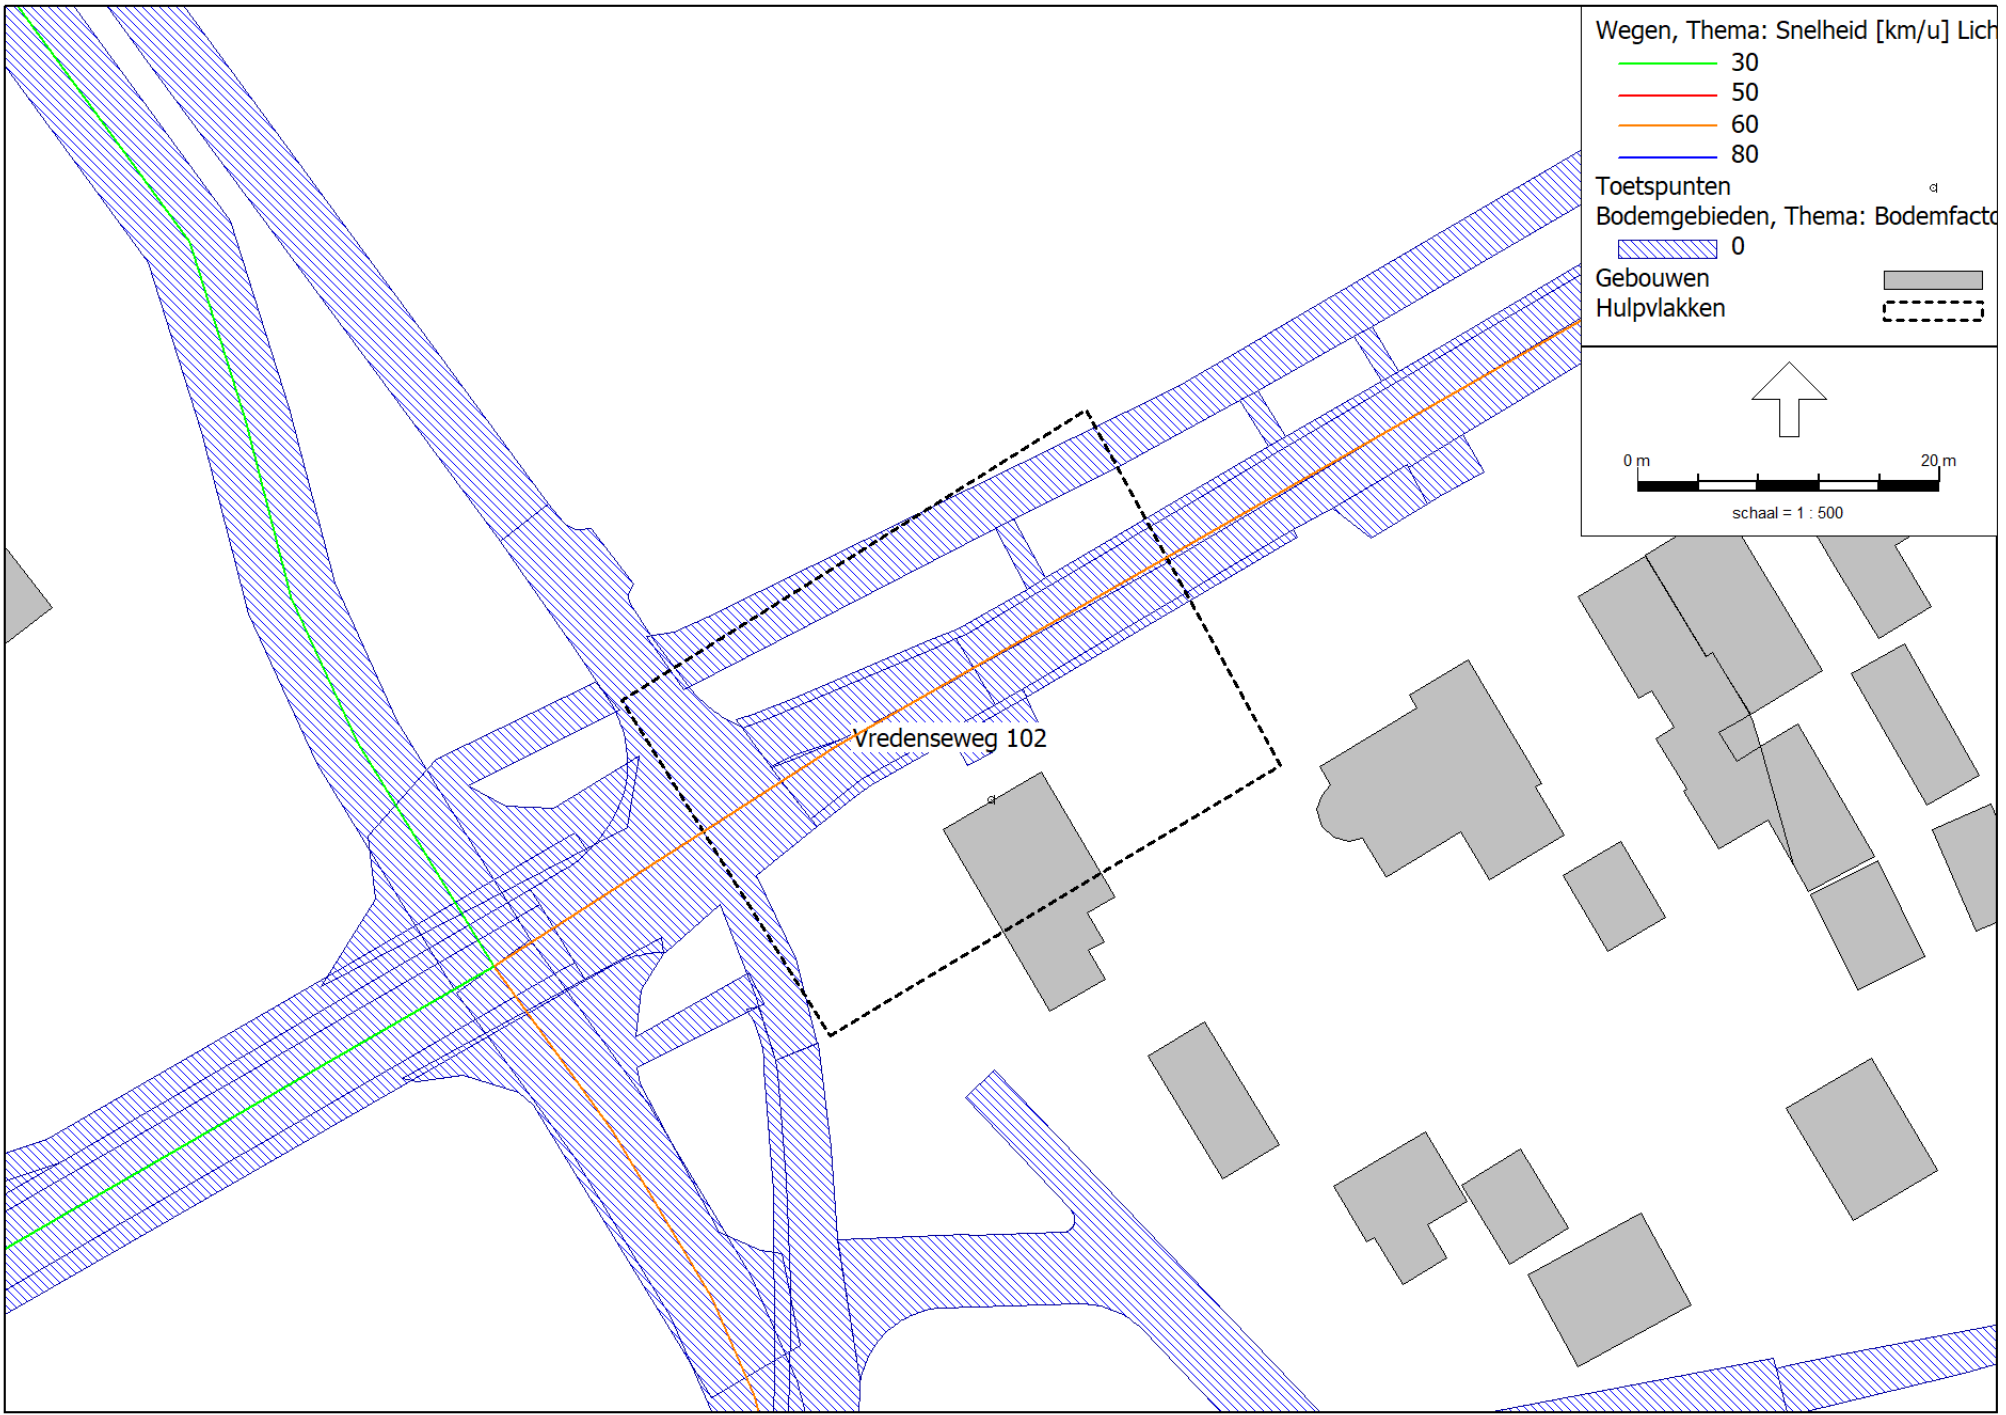 Wegen, Thema: Snelheid [km/u] Lich
30
50
60
80
Toetspunten
Bodemgebieden, Thema: Bodemfacto
0
Gebouwen
Hulpvlakken
0 m 20 m
schaal = 1 : 500
Vredenseweg 102